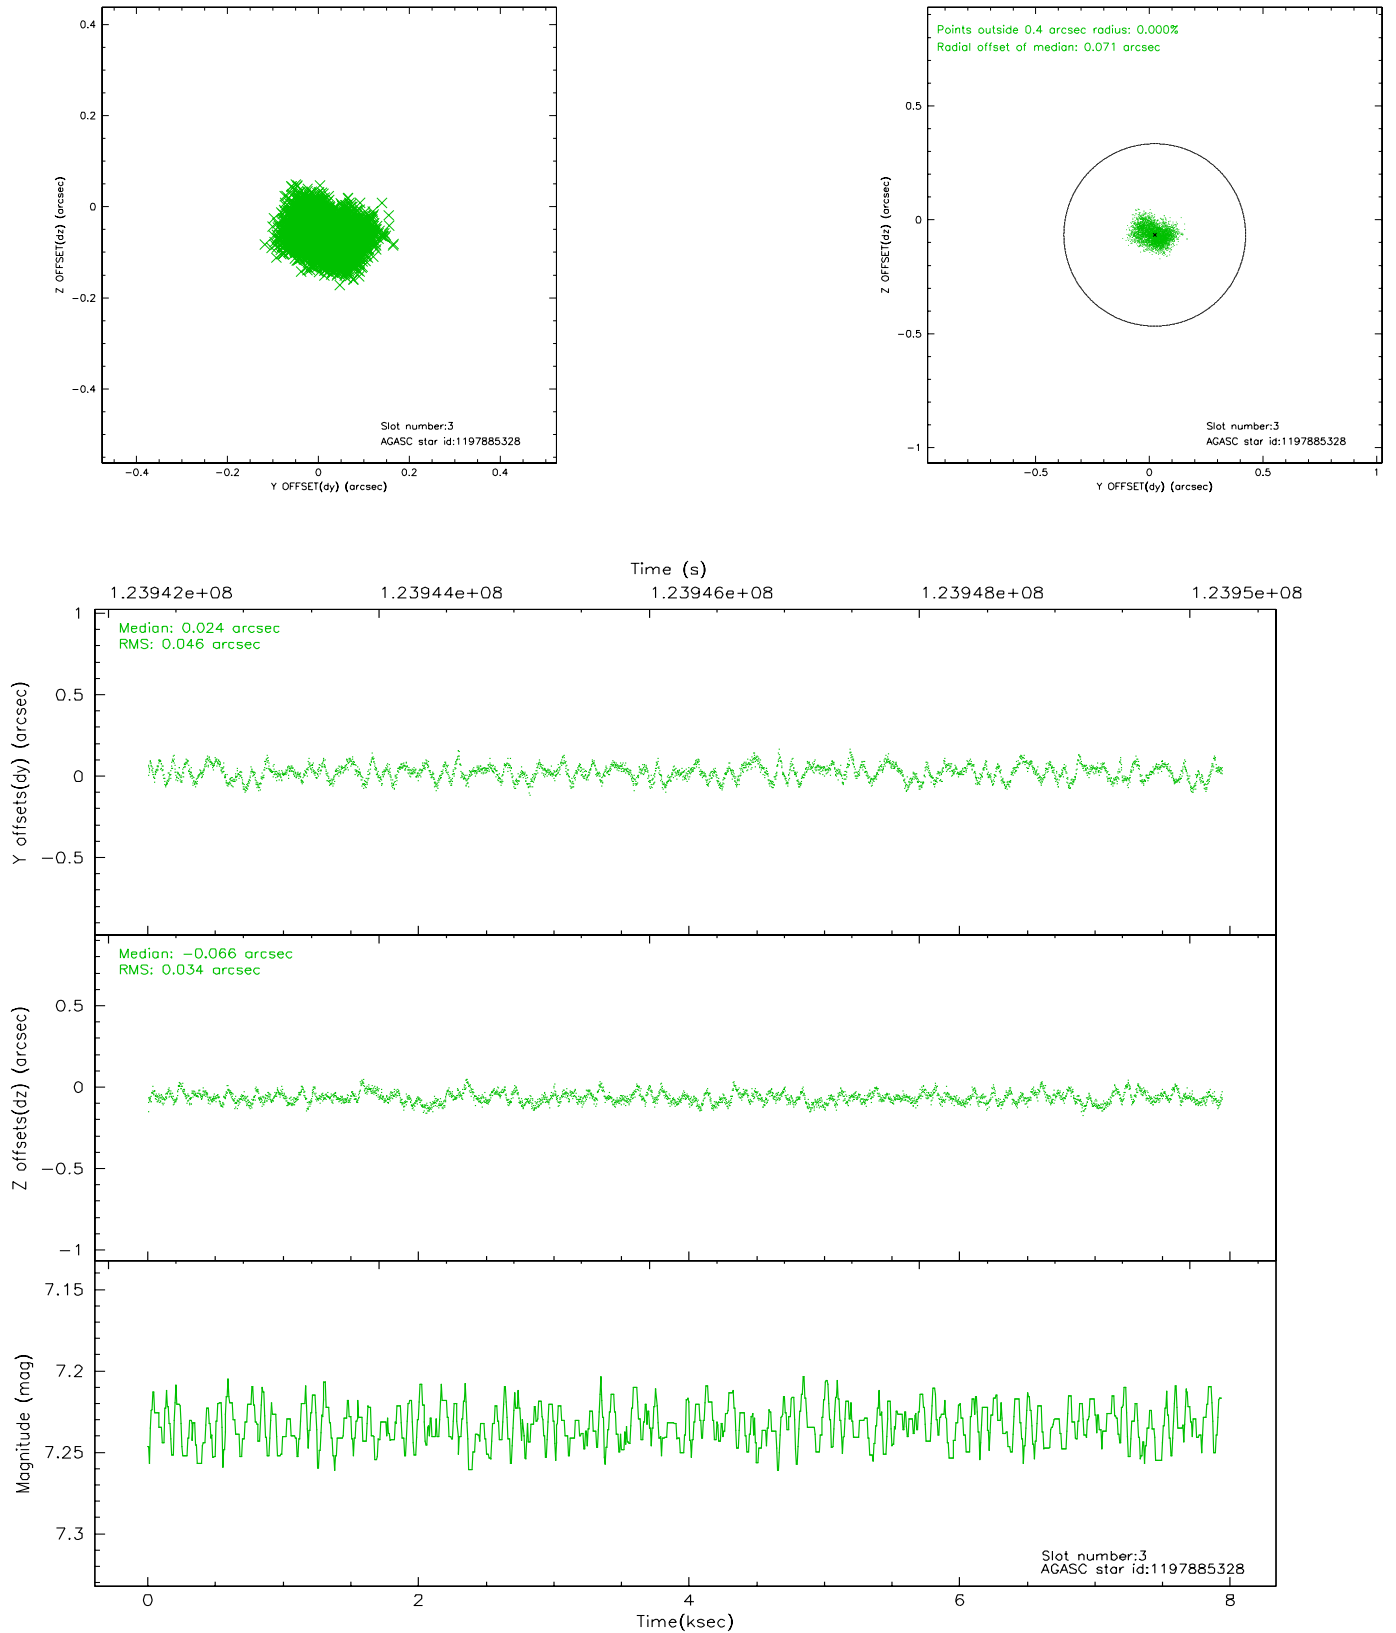 0.4
0.2
0
-0.2
-0.4
Z OFFSET(dz) (arcsec)
Slot number:3
AGASC star id:1197885328
-0.4 -0.2 0 0.2 0.4
Y OFFSET(dy) (arcsec)
Points outside 0.4 arcsec radius: 0.000%
Radial offset of median: 0.071 arcsec
0.5
0
-0.5
-1
Z OFFSET(dz) (arcsec)
Slot number:3
AGASC star id:1197885328
-0.5 0 0.5 1
Y OFFSET(dy) (arcsec)
Time (s)
1.23942e+08 1.23944e+08 1.23946e+08 1.23948e+08 1.2395e+08
Median: 0.024 arcsec
RMS: 0.046 arcsec
1
0.5
0
-0.5
Y offsets(dy) (arcsec)
Median: -0.066 arcsec
RMS: 0.034 arcsec
0.5
0
-0.5
-1
Z offsets(dz) (arcsec)
7.15
7.2
7.25
7.3
Magnitude (mag)
Slot number:3
AGASC star id:1197885328
0 2 4 6 8
Time(ksec)